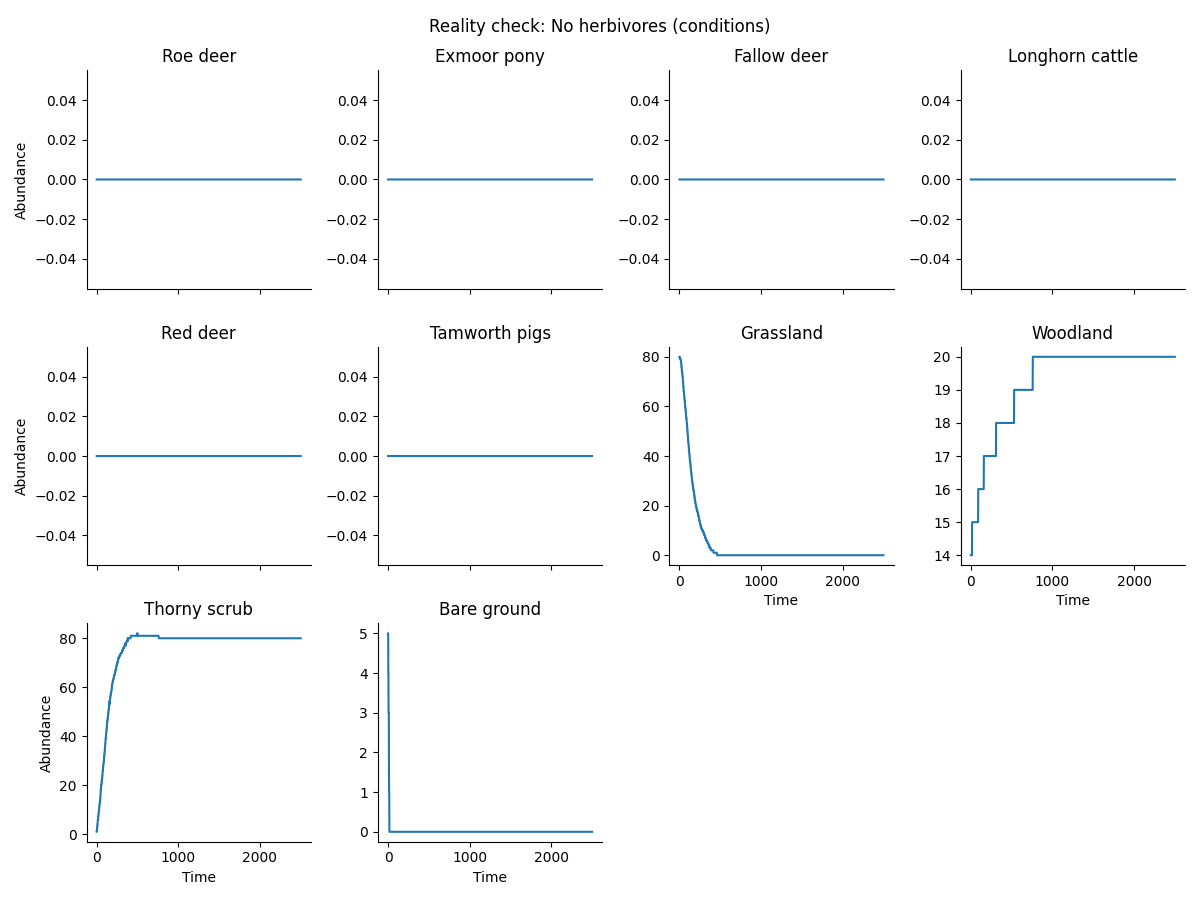 Reality check: No herbivores (conditions)
Roe deer
Exmoor pony
Fallow deer
Longhorn cattle
Abundance
0.04
0.02
0.00
−0.02
−0.04
0.04
0.02
0.00
−0.02
−0.04
0.04
0.02
0.00
−0.02
−0.04
0.04
0.02
0.00
−0.02
−0.04
Red deer
Tamworth pigs
Grassland
Woodland
Abundance
0.04
0.02
0.00
−0.02
−0.04
0.04
0.02
0.00
−0.02
−0.04
80
60
40
20
0
0 1000 2000
Time
20
19
18
17
16
15
14
0 1000 2000
Time
Thorny scrub
Bare ground
Abundance
80
60
40
20
0
0 1000 2000
Time
5
4
3
2
1
0
0 1000 2000
Time